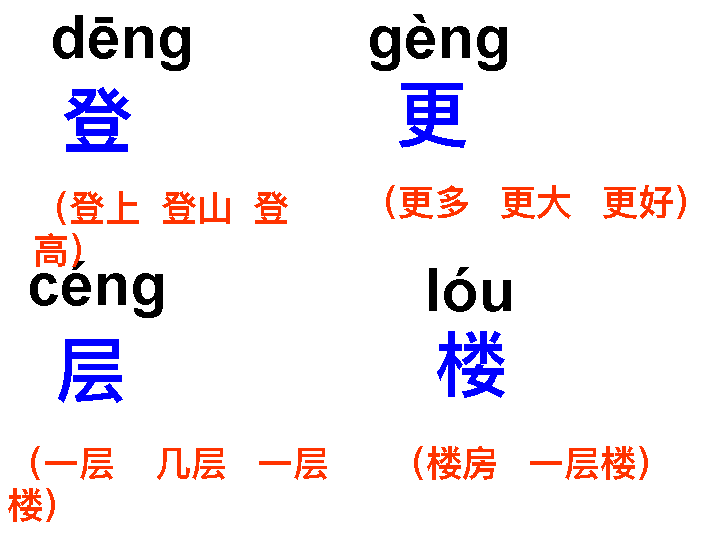 dēng
登
（登上 登山 登
高）
gèng
更
（更多 更大 更好）
céng
层
（一层 几层 一层
楼）
lóu
楼
（楼房 一层楼）